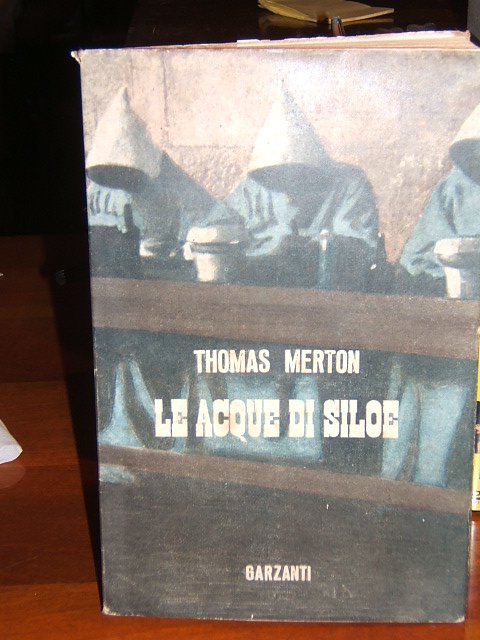 THOMAS MERTON
LE ACQUE DI SILOE
GARZANTI